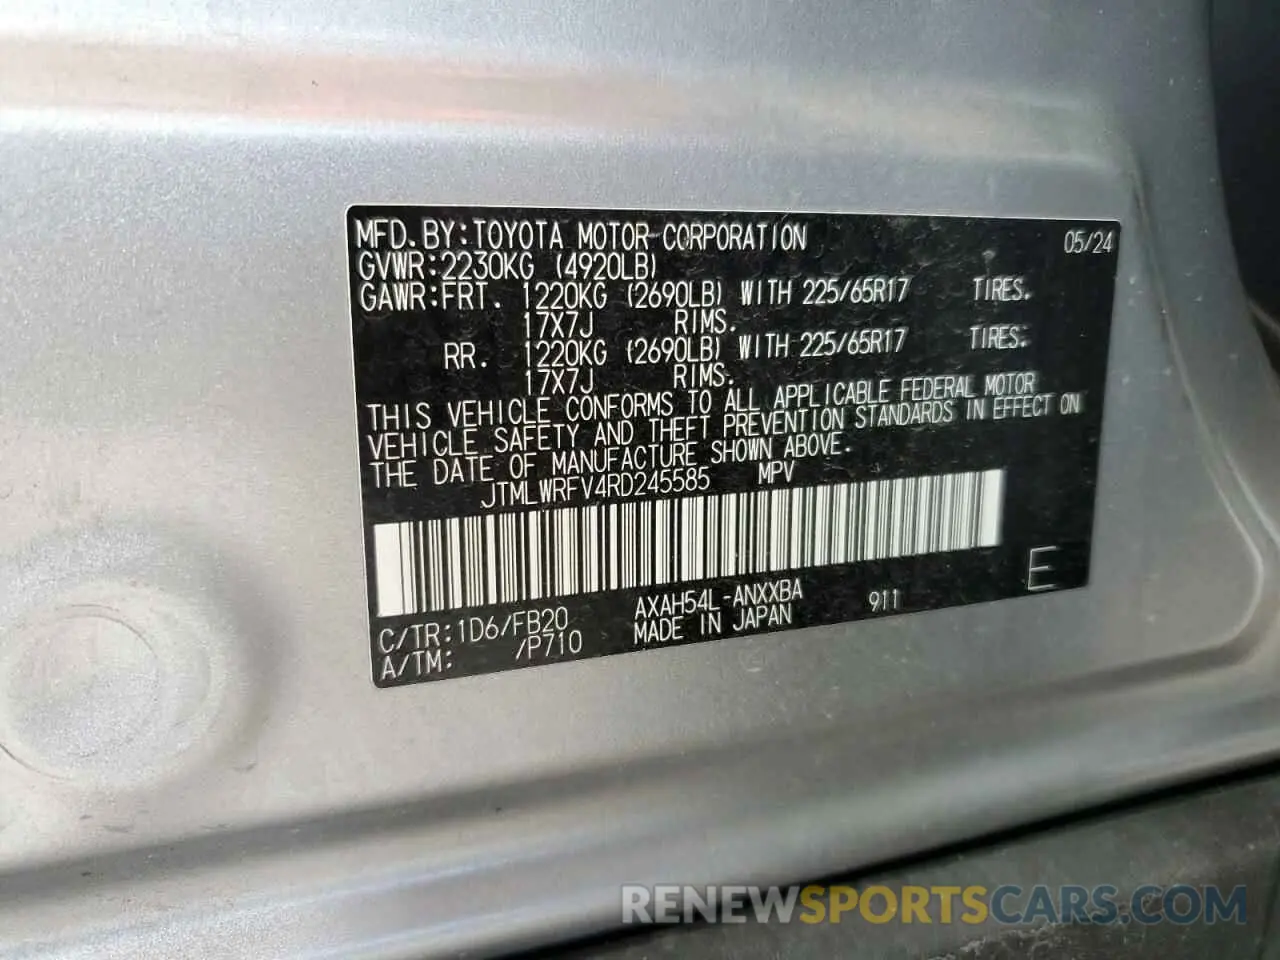 MFD. BY: TOYOTA MOTOR CORPORATION 05/24
GVWR: 2230KG (4920LB)
GAWR: FRT. 1220KG (2690LB) WITH 225/65R17 TIRES.
17X7J RIMS.
RR. 1220KG (2690LB) WITH 225/65R17 TIRES.
17X7J RIMS.
THIS VEHICLE CONFORMS TO ALL APPLICABLE FEDERAL MOTOR
VEHICLE SAFETY AND THEFT PREVENTION STANDARDS IN EFFECT ON
THE DATE OF MANUFACTURE SHOWN ABOVE.
JTMLWRFV4RD245585 MPV
E
C/TR: 1D6/FB20 AXAH54L-ANXXBA 911
A/TM: /P710 MADE IN JAPAN
RENEWSPORTSCARS.COM